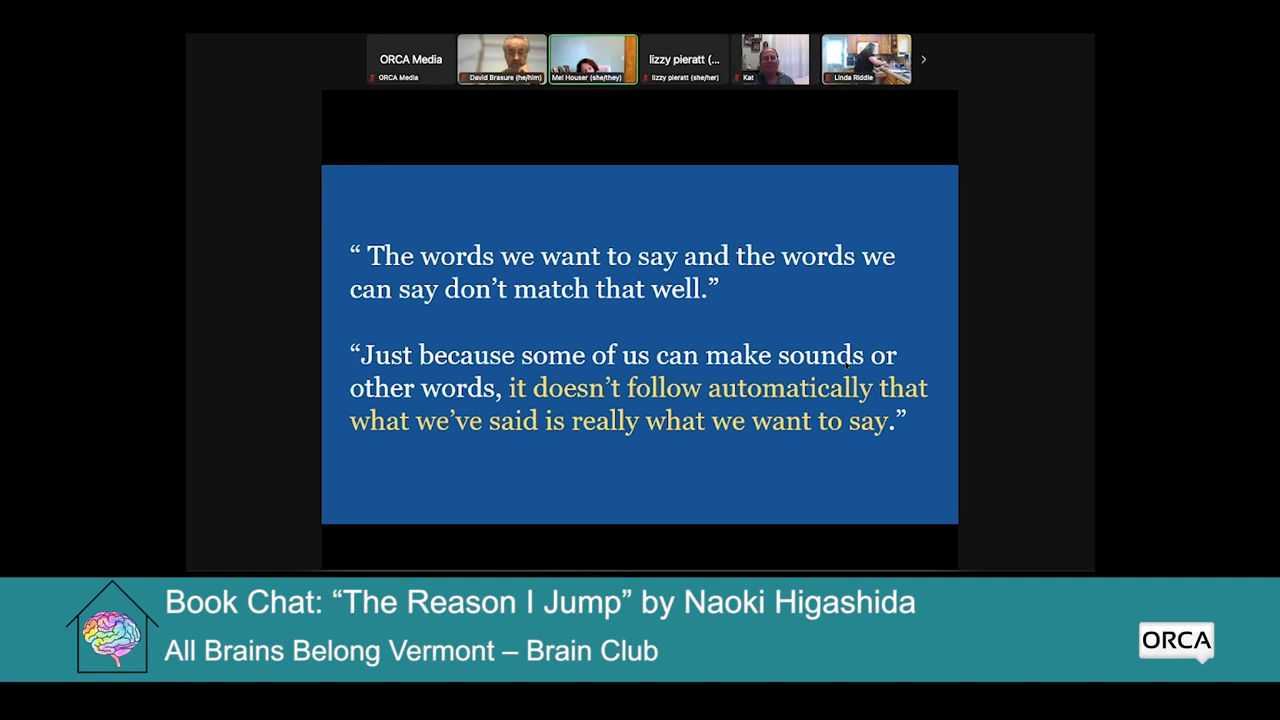 ORCA Media
lizzy pieratt (...
ORCA Media
David Brasure (he/him)
Mel Houser (she/they)
lizzy pieratt (she/her)
Kat
Linda Riddle
“ The words we want to say and the words we
can say don’t match that well.”
“Just because some of us can make sounds or
other words, it doesn’t follow automatically that
what we’ve said is really what we want to say.”
Book Chat: “The Reason I Jump” by Naoki Higashida
All Brains Belong Vermont – Brain Club
ORCA